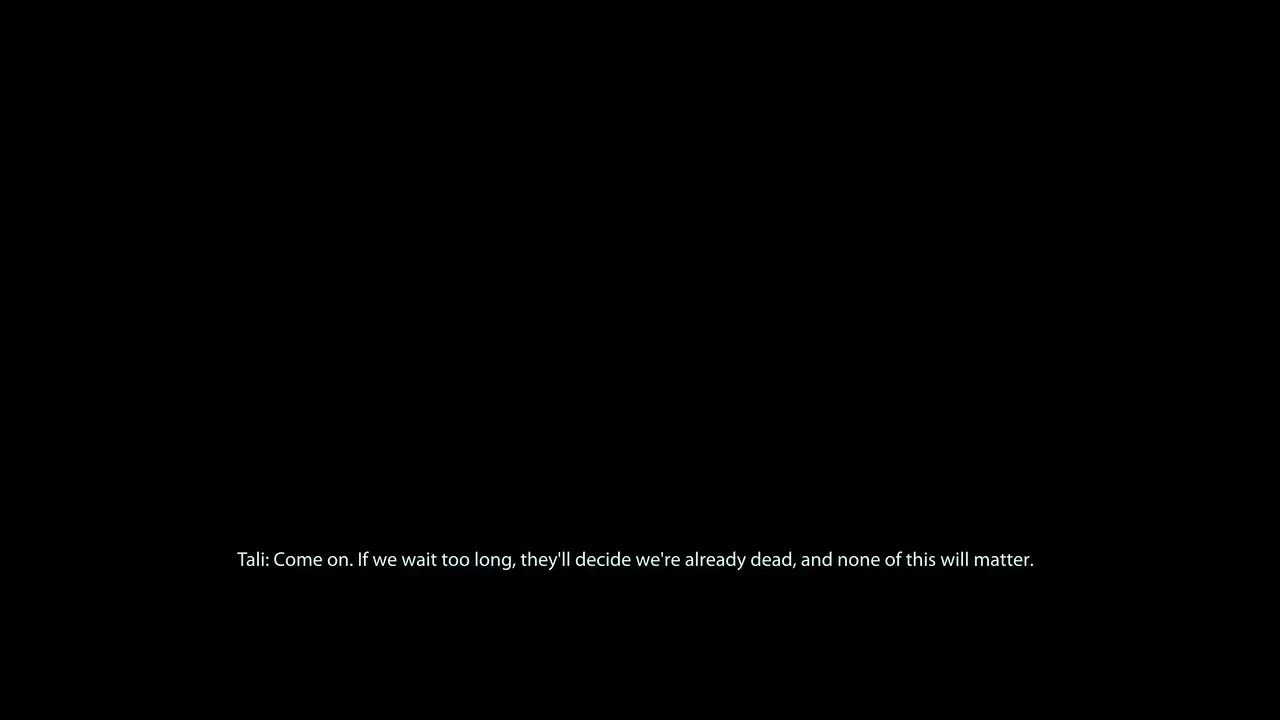 Tali: Come on. If we wait too long, they'll decide we're already dead, and none of this will matter.